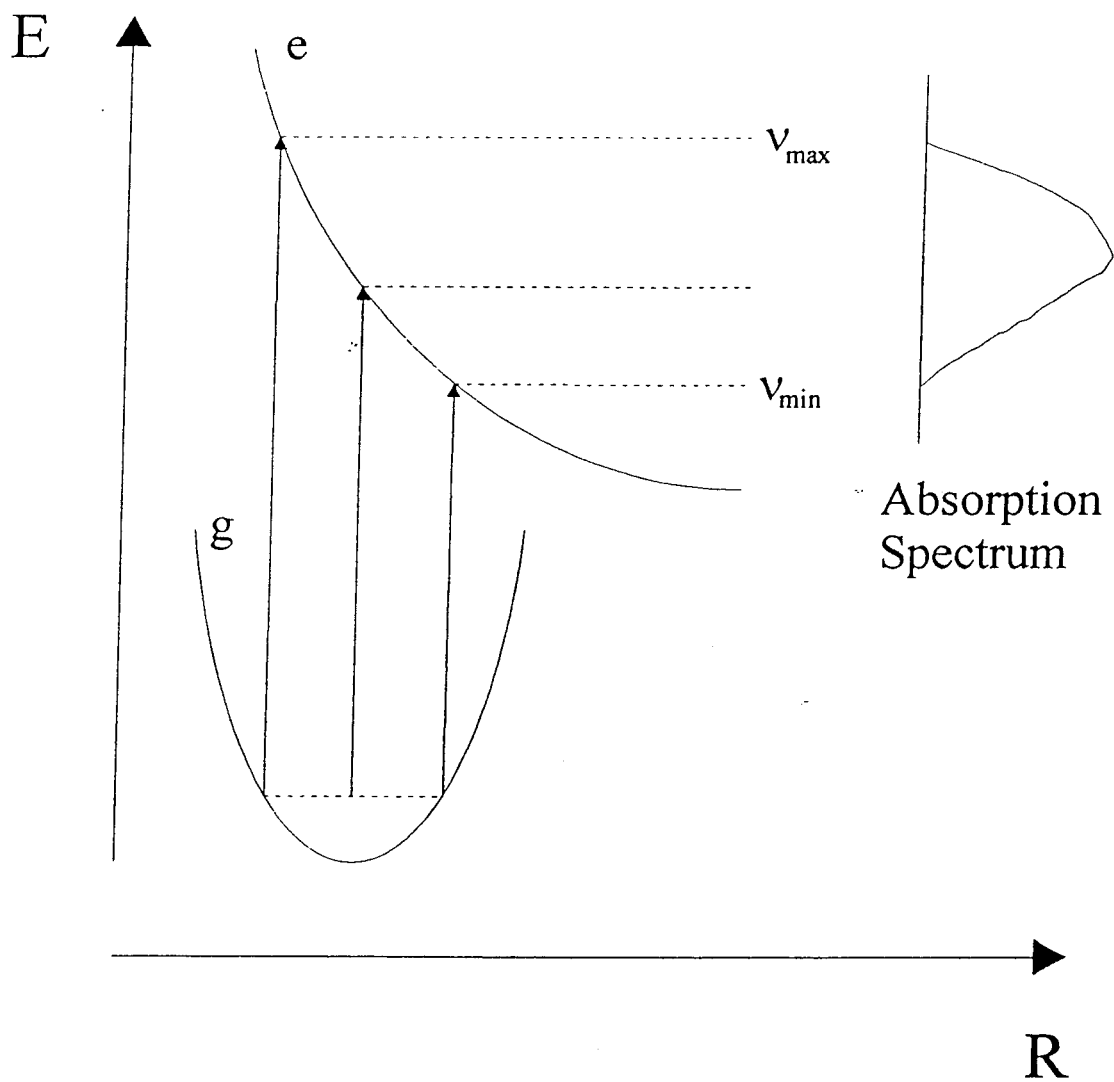 E
e
ν_max
ν_min
g
Absorption
Spectrum
R